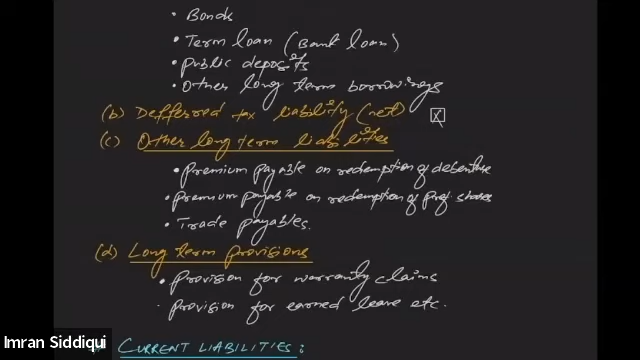 • Bonds
• Term loan (Bank loan)
• Public deposits
• Other long term borrowings
(b) Defferred tax liability (net) X
(c) Other long term liabilities
• Premium payable on redemption of debenture
• Premium payable on redemption of Pref. shares
• Trade payables.
(d) Long term provisions
• Provision for warranty claims
• Provision for earned leave etc.
CURRENT LIABILITIES:
Imran Siddiqui